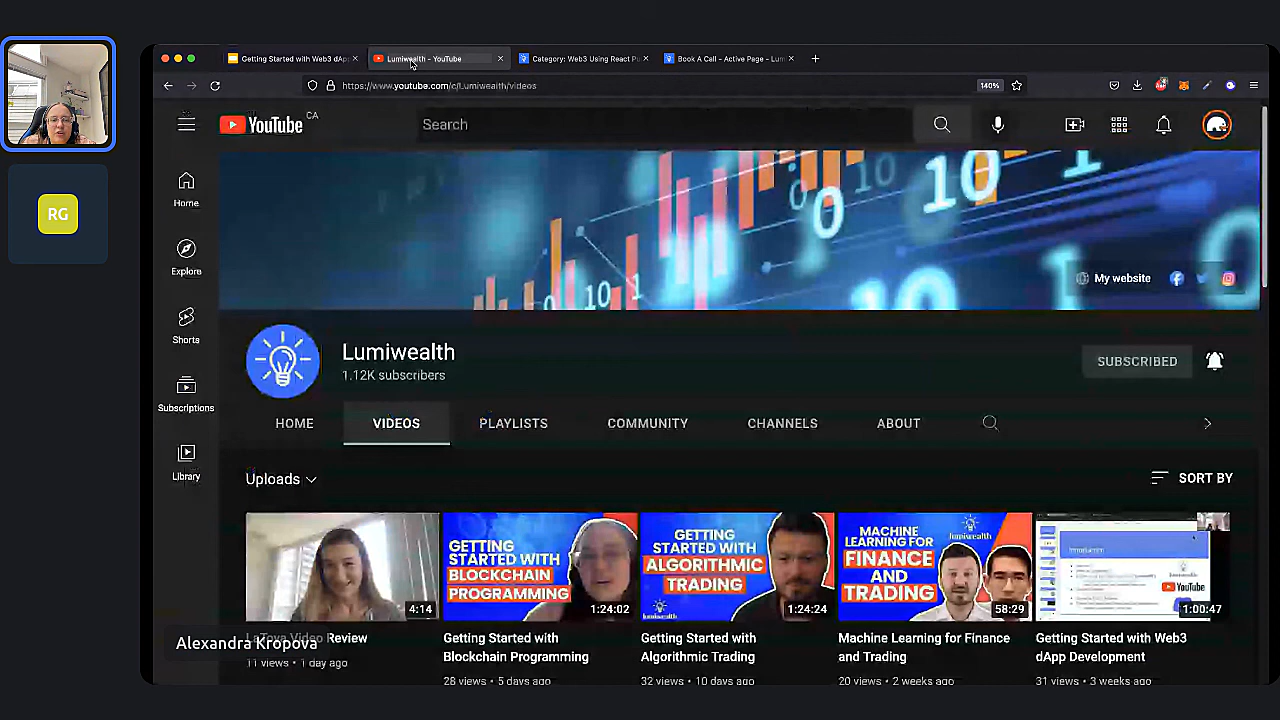 Getting Started with Web3 dAp
Lumiwealth - YouTube
Category: Web3 Using React
Book A Call - Active Page - Lum
https://www.youtube.com/c/Lumiwealth/videos
140%
RG
YouTube CA
Search
Home
Explore
Shorts
Subscriptions
Library
10
10
10
10
My website
Lumiwealth
1.12K subscribers
SUBSCRIBED
HOME
VIDEOS
PLAYLISTS
COMMUNITY
CHANNELS
ABOUT
Uploads
SORT BY
4:14
GETTING
STARTED WITH
BLOCKCHAIN
PROGRAMMING
1:24:02
GETTING
STARTED WITH
ALGORITHMIC
TRADING
lumiwealth
1:24:24
MACHINE
LEARNING FOR
FINANCE
AND
TRADING
lumiwealth
58:29
Introduction
YouTube
1:00:47
Video Review
11 views • 1 day ago
Getting Started with
Blockchain Programming
28 views • 5 days ago
Getting Started with
Algorithmic Trading
32 views • 10 days ago
Machine Learning for Finance
and Trading
20 views • 2 weeks ago
Getting Started with Web3
dApp Development
31 views • 3 weeks ago
Alexandra Kropova